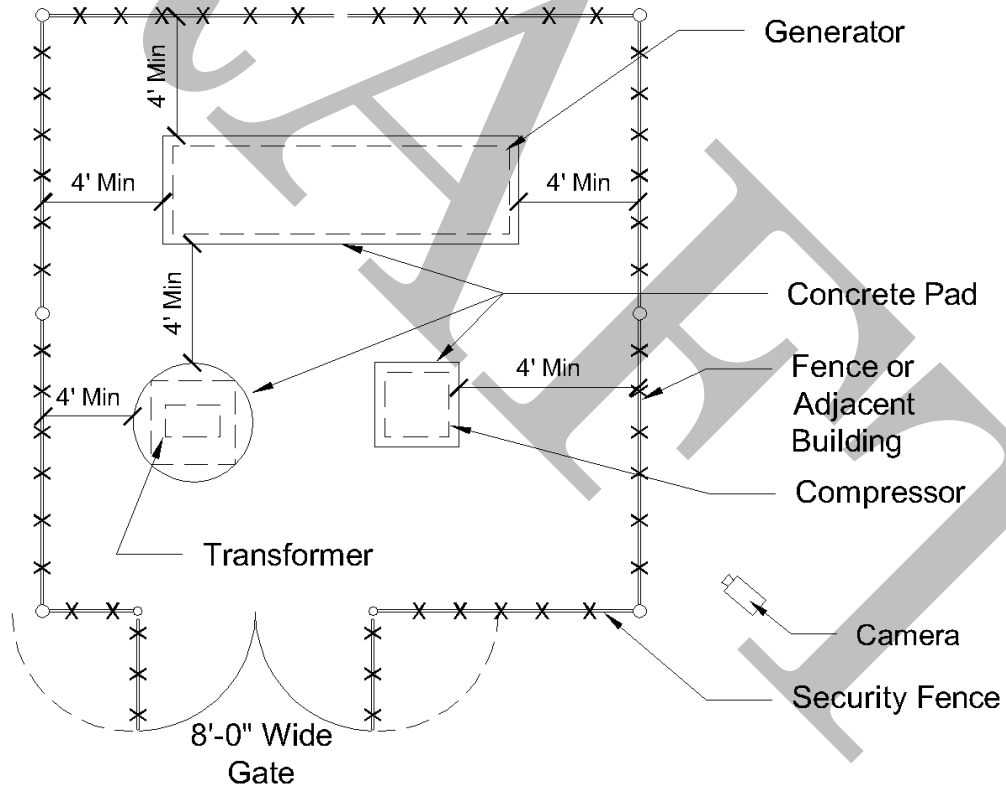 Generator
4' Min
4' Min
4' Min
4' Min
Concrete Pad
4' Min
4' Min
Fence or
Adjacent
Building
Compressor
Transformer
Camera
Security Fence
8'-0" Wide
Gate